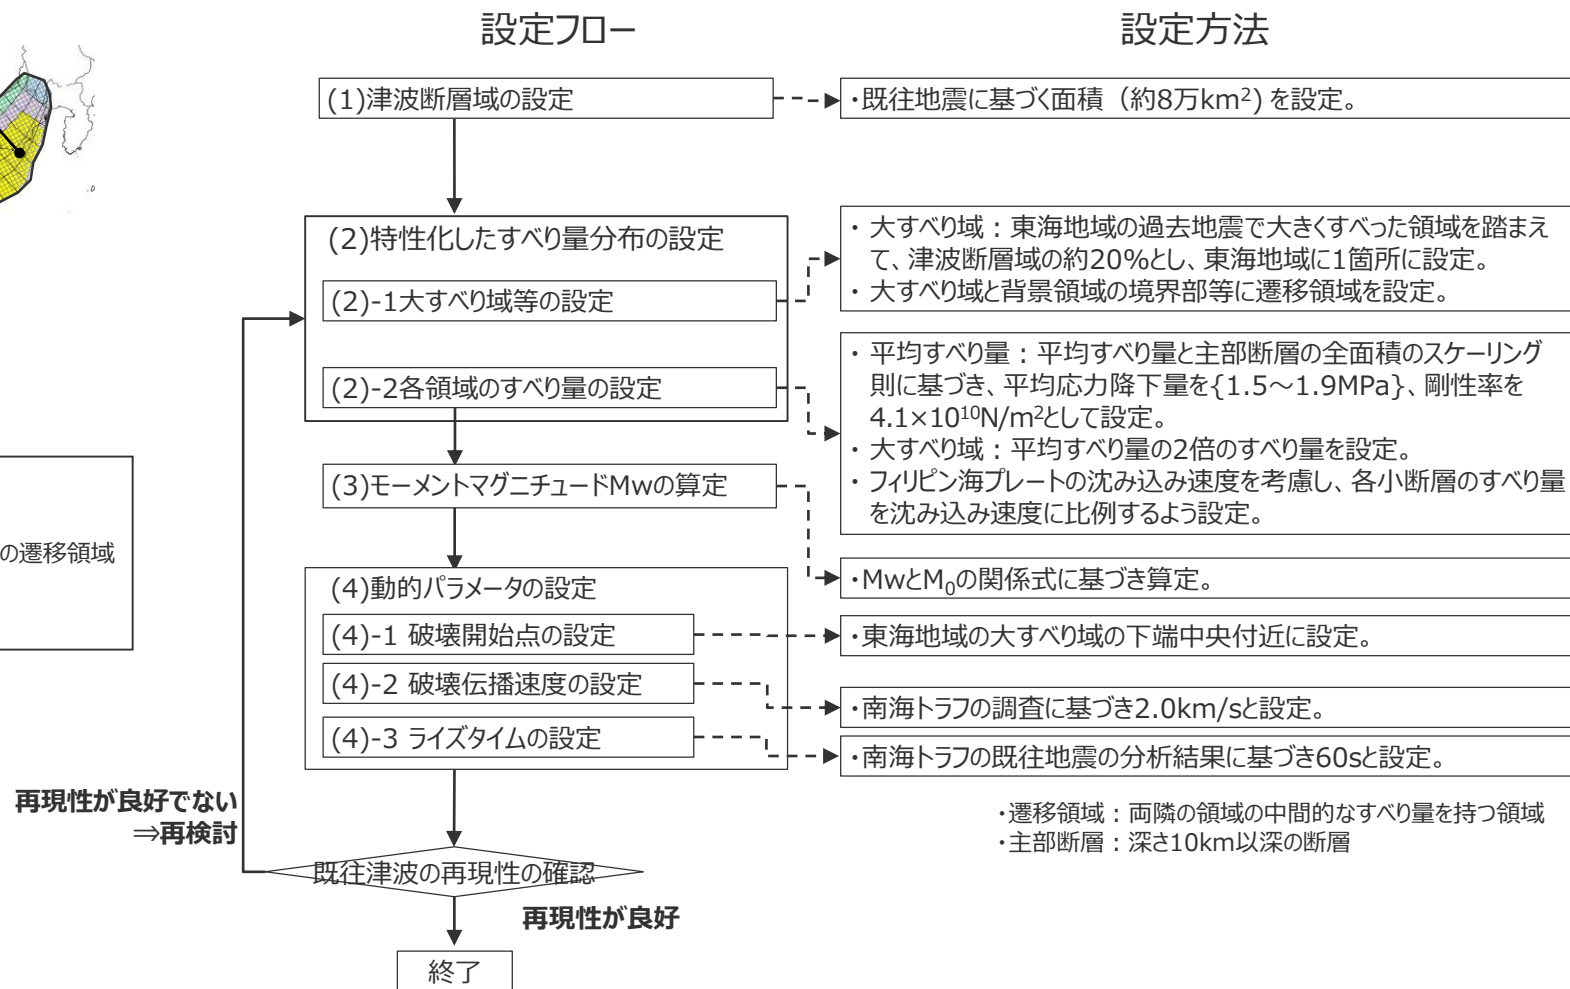 設定フロー
設定方法
(1)津波断層域の設定
・既往地震に基づく面積（約8万km²) を設定。
(2)特性化したすべり量分布の設定
(2)-1大すべり域等の設定
・ 大すべり域：東海地域の過去地震で大きくすべった領域を踏まえ
て、津波断層域の約20%とし、東海地域に1箇所に設定。
・ 大すべり域と背景領域の境界部等に遷移領域を設定。
(2)-2各領域のすべり量の設定
・ 平均すべり量：平均すべり量と主部断層の全面積のスケーリング
則に基づき、平均応力降下量を{1.5～1.9MPa}、剛性率を
4.1×10¹⁰N/m²として設定。
・ 大すべり域：平均すべり量の2倍のすべり量を設定。
・ フィリピン海プレートの沈み込み速度を考慮し、各小断層のすべり量
を沈み込み速度に比例するよう設定。
(3)モーメントマグニチュードMwの算定
・MwとM₀の関係式に基づき算定。
の遷移領域
(4)動的パラメータの設定
(4)-1 破壊開始点の設定
・東海地域の大すべり域の下端中央付近に設定。
(4)-2 破壊伝播速度の設定
・南海トラフの調査に基づき2.0km/sと設定。
(4)-3 ライズタイムの設定
・南海トラフの既往地震の分析結果に基づき60sと設定。
再現性が良好でない
⇒再検討
・遷移領域：両隣の領域の中間的なすべり量を持つ領域
・主部断層：深さ10km以深の断層
既往津波の再現性の確認
再現性が良好
終了